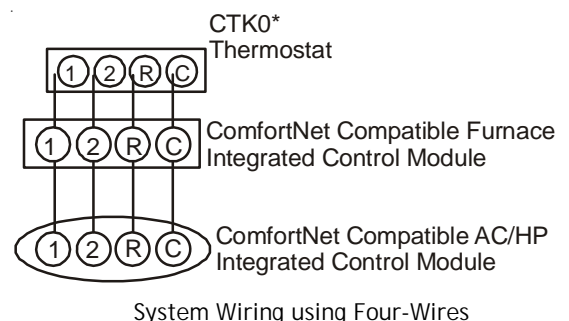 CTK0*
Thermostat
1 2 R C
ComfortNet Compatible Furnace
1 2 R C
Integrated Control Module
ComfortNet Compatible AC/HP
1 2 R C
Integrated Control Module
System Wiring using Four-Wires